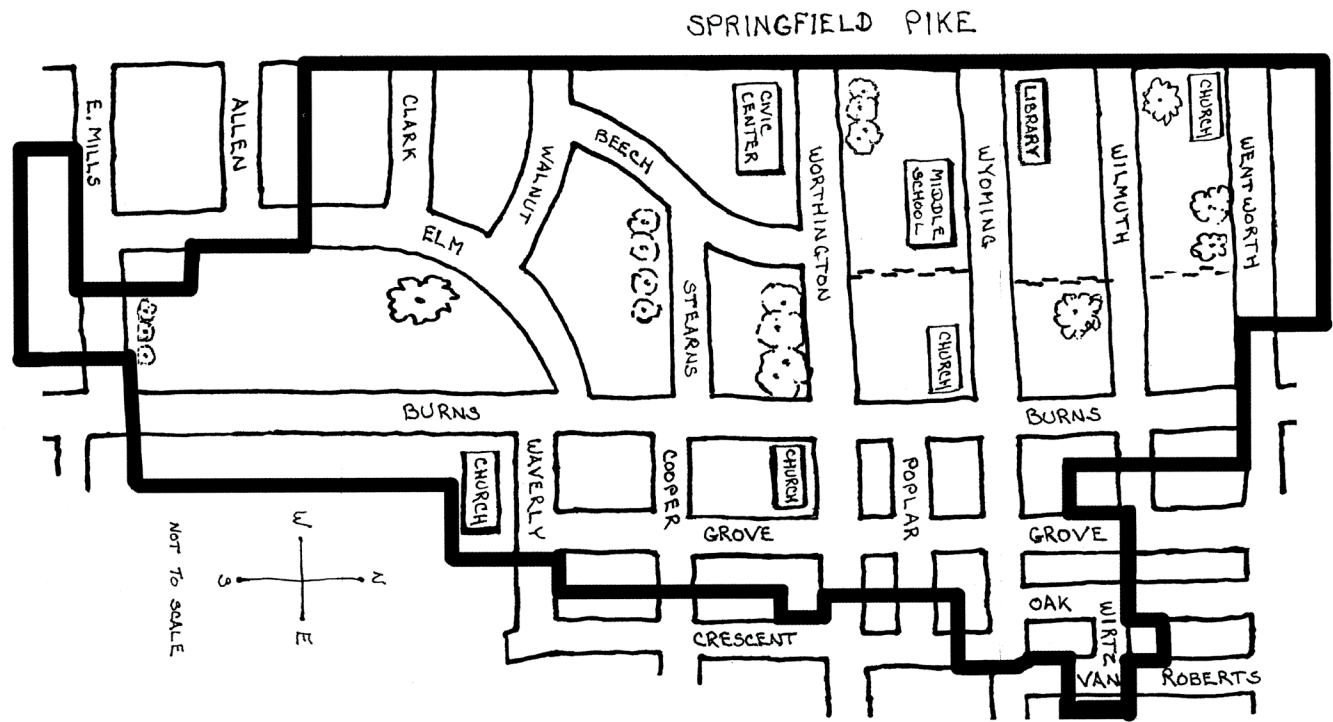 SPRINGFIELD PIKE
E. MILLS
ALLEN
CLARK
WALNUT
BEECH
CIVIC
CENTER
WORTHINGTON
MIDDLE
SCHOOL
WYOMING
LIBRARY
WILMUTH
CHURCH
WENTWORTH
ELM
STEARNS
CHURCH
BURNS
BURNS
CHURCH
WAVERLY
COOPER
CHURCH
POPLAR
GROVE
GROVE
NOT TO SCALE
W
S
N
E
OAK
WIRTZ
CRESCENT
VAN ROBERTS